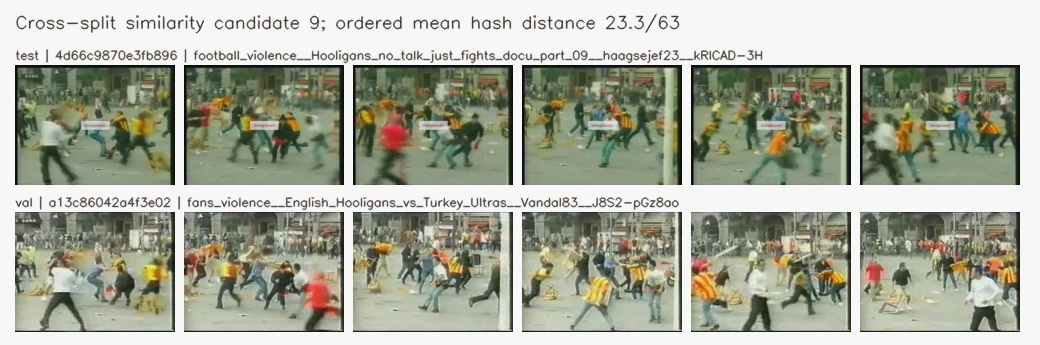 Cross-split similarity candidate 9; ordered mean hash distance 23.3/63
test | 4d66c9870e3fb896 | football_violence__Hooligans_no_talk_just_fights_docu_part_09__haagsejef23__kRICAD-3H
val | a13c86042a4f3e02 | fans_violence__English_Hooligans_vs_Turkey_Ultras__Vandal83__J8S2-pGz8ao